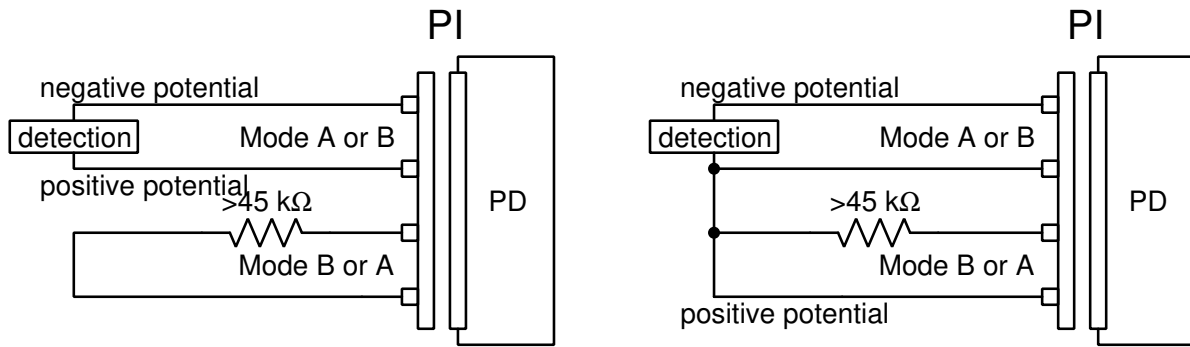 PI
negative potential
detection
Mode A or B
positive potential
>45 kΩ
PD
Mode B or A
PI
negative potential
detection
Mode A or B
>45 kΩ
PD
Mode B or A
positive potential